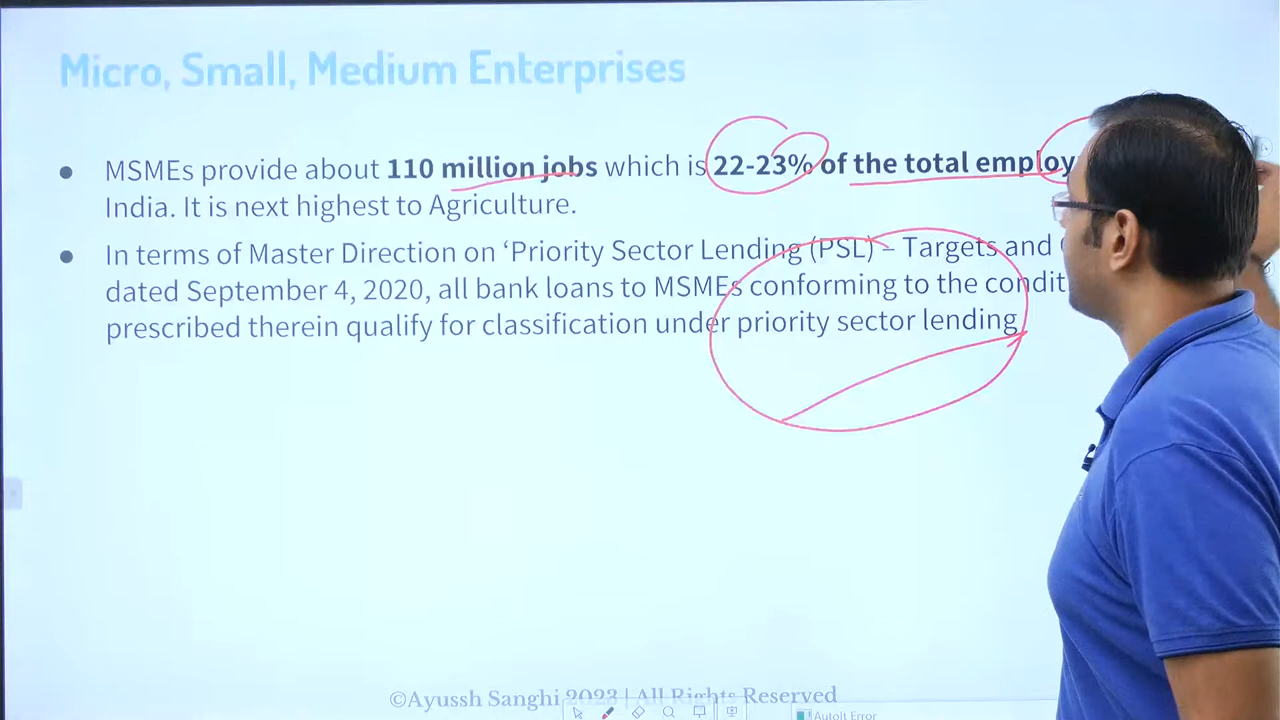 Micro, Small, Medium Enterprises
● MSMEs provide about 110 million jobs which is 22-23% of the total employ
India. It is next highest to Agriculture.
● In terms of Master Direction on ‘Priority Sector Lending (PSL) – Targets and
dated September 4, 2020, all bank loans to MSMEs conforming to the condit
prescribed therein qualify for classification under priority sector lending
©Ayussh Sanghi 2023 | All Rights Reserved
AutoIt Error